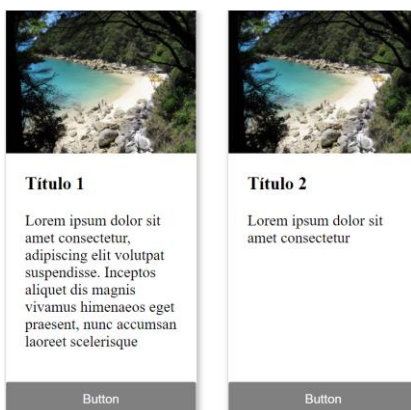 Título 1
Lorem ipsum dolor sit
amet consectetur,
adipiscing elit volutpat
suspendisse. Inceptos
aliquet dis magnis
vivamus himenaeos eget
praesent, nunc accumsan
laoreet scelerisque
Button
Título 2
Lorem ipsum dolor sit
amet consectetur
Button